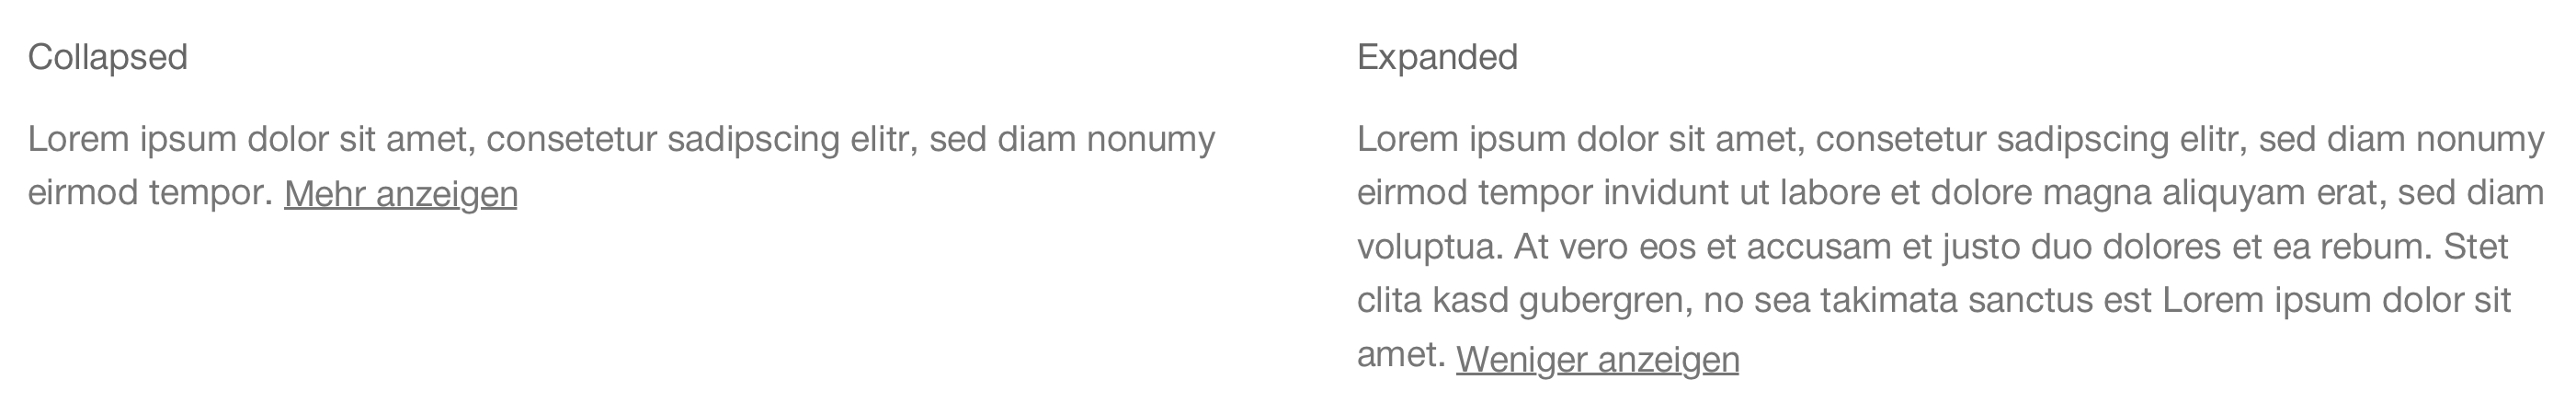 Collapsed
Lorem ipsum dolor sit amet, consetetur sadipscing elitr, sed diam nonumy
eirmod tempor. Mehr anzeigen
Expanded
Lorem ipsum dolor sit amet, consetetur sadipscing elitr, sed diam nonumy
eirmod tempor invidunt ut labore et dolore magna aliquyam erat, sed diam
voluptua. At vero eos et accusam et justo duo dolores et ea rebum. Stet
clita kasd gubergren, no sea takimata sanctus est Lorem ipsum dolor sit
amet. Weniger anzeigen